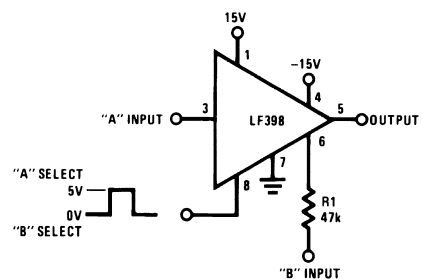 15V
1
-15V
4
"A" INPUT
3
LF398
5
OUTPUT
6
7
8
"A" SELECT
5V
0V
"B" SELECT
R1
47k
"B" INPUT